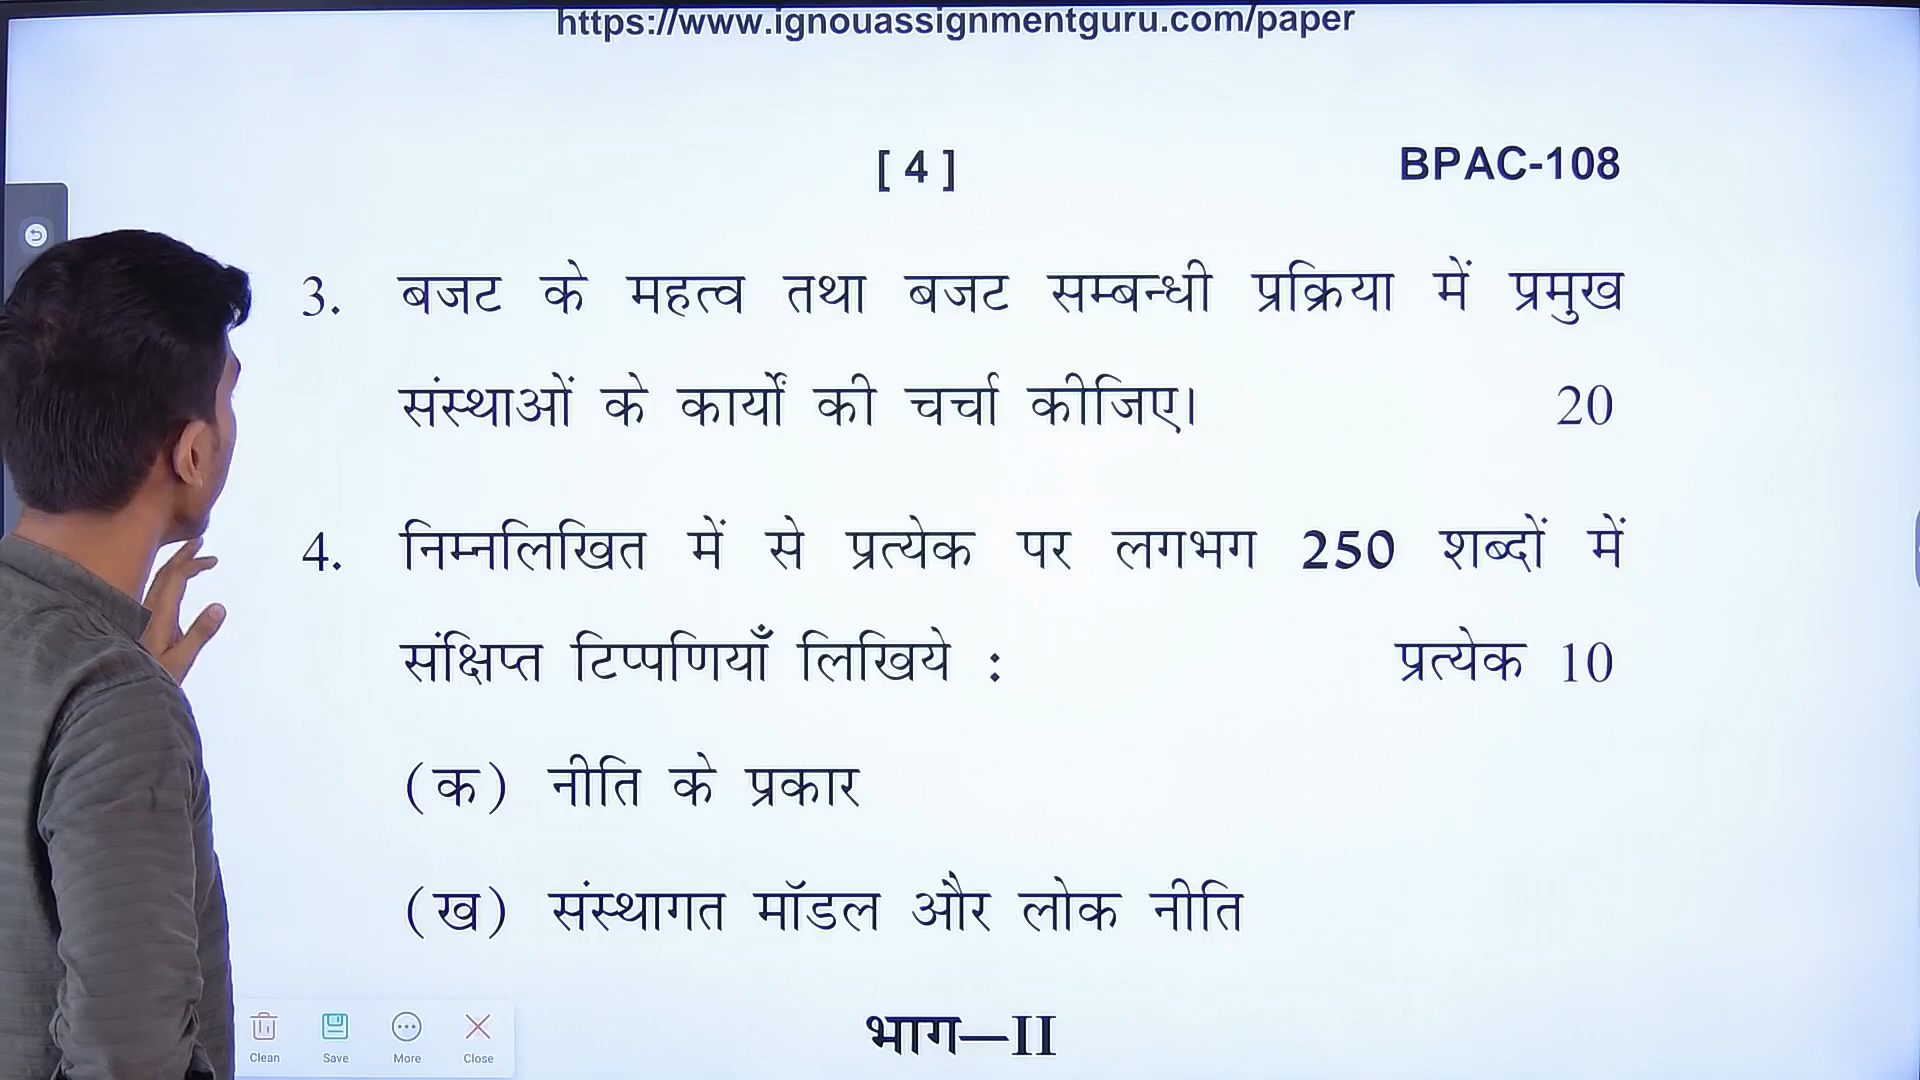 https://www.ignouassignmentguru.com/paper
[ 4 ] BPAC-108
3. बजट के महत्व तथा बजट सम्बन्धी प्रक्रिया में प्रमुख
संस्थाओं के कार्यों की चर्चा कीजिए। 20
4. निम्नलिखित में से प्रत्येक पर लगभग 250 शब्दों में
संक्षिप्त टिप्पणियाँ लिखिये : प्रत्येक 10
(क) नीति के प्रकार
(ख) संस्थागत मॉडल और लोक नीति
भाग—II
Clean Save More Close